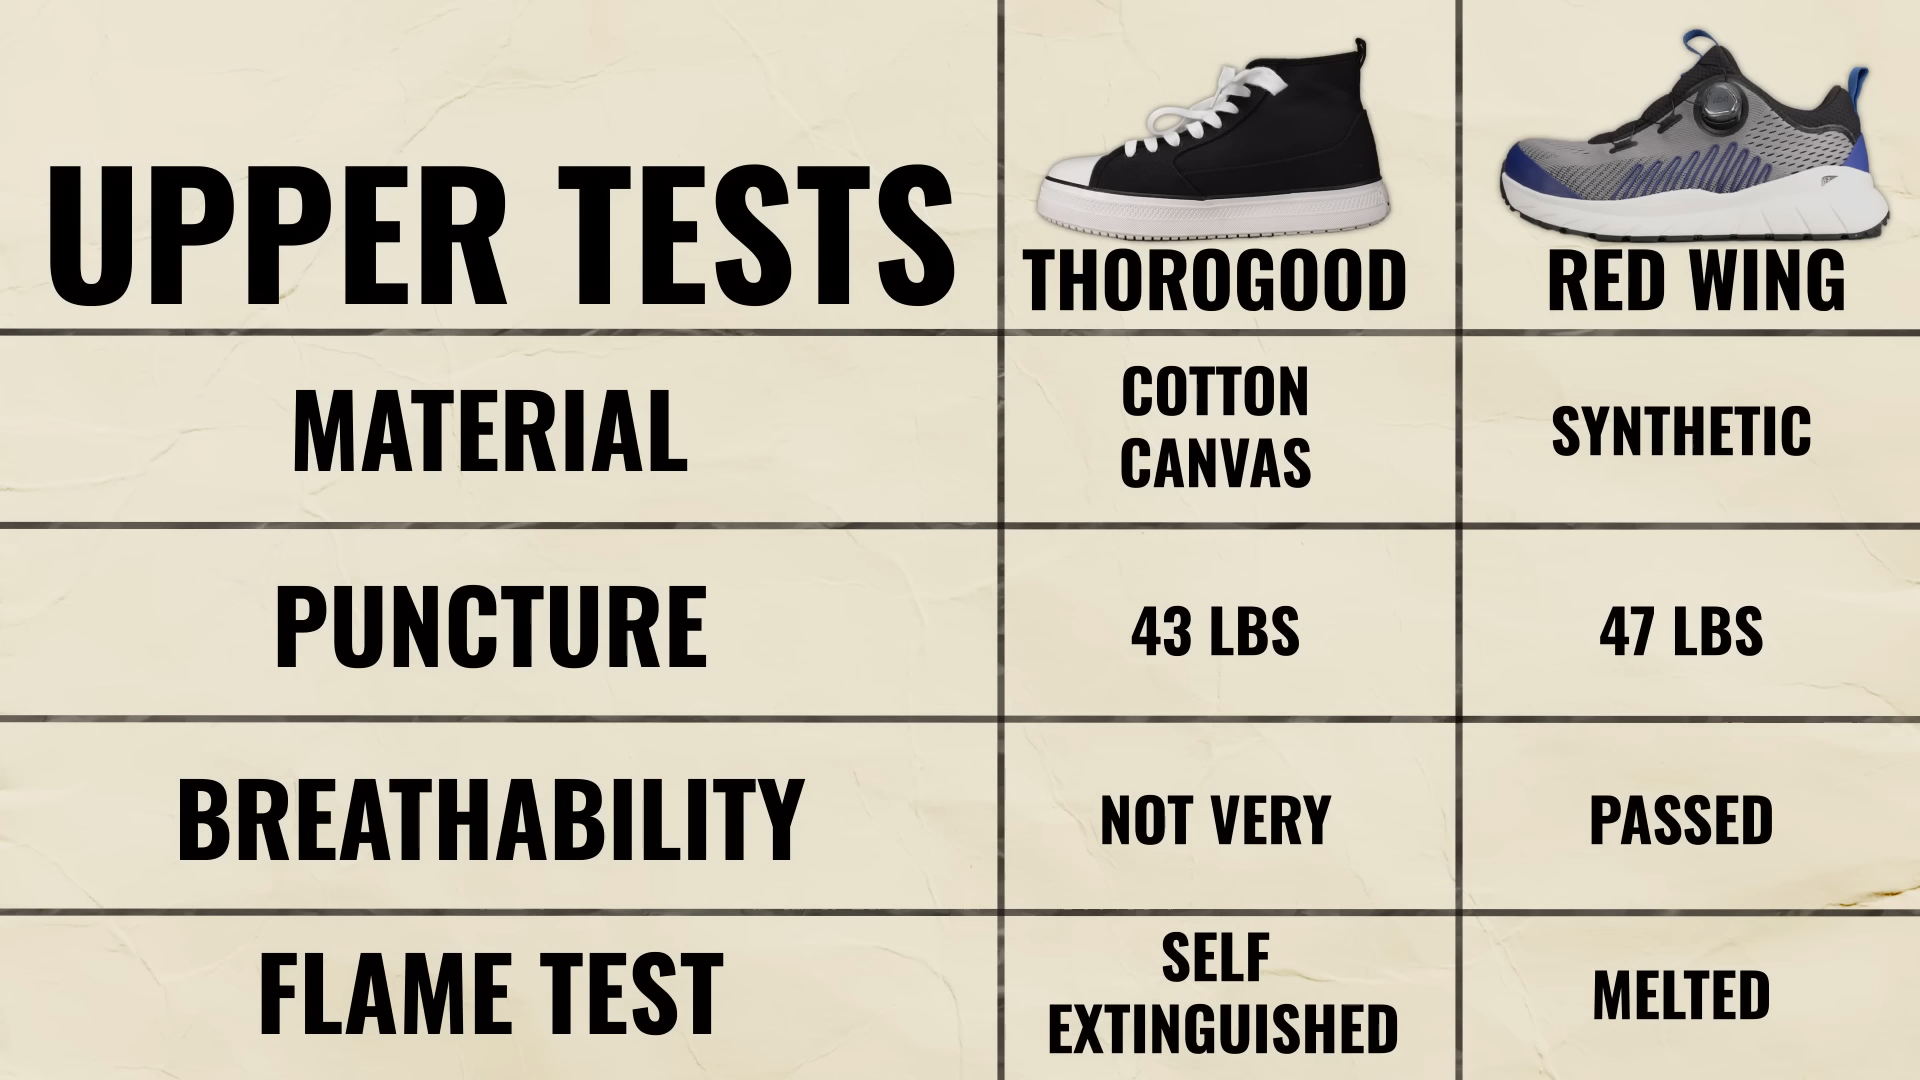 UPPER TESTS
THOROGOOD
RED WING
MATERIAL
COTTON
CANVAS
SYNTHETIC
PUNCTURE
43 LBS
47 LBS
BREATHABILITY
NOT VERY
PASSED
FLAME TEST
SELF
EXTINGUISHED
MELTED